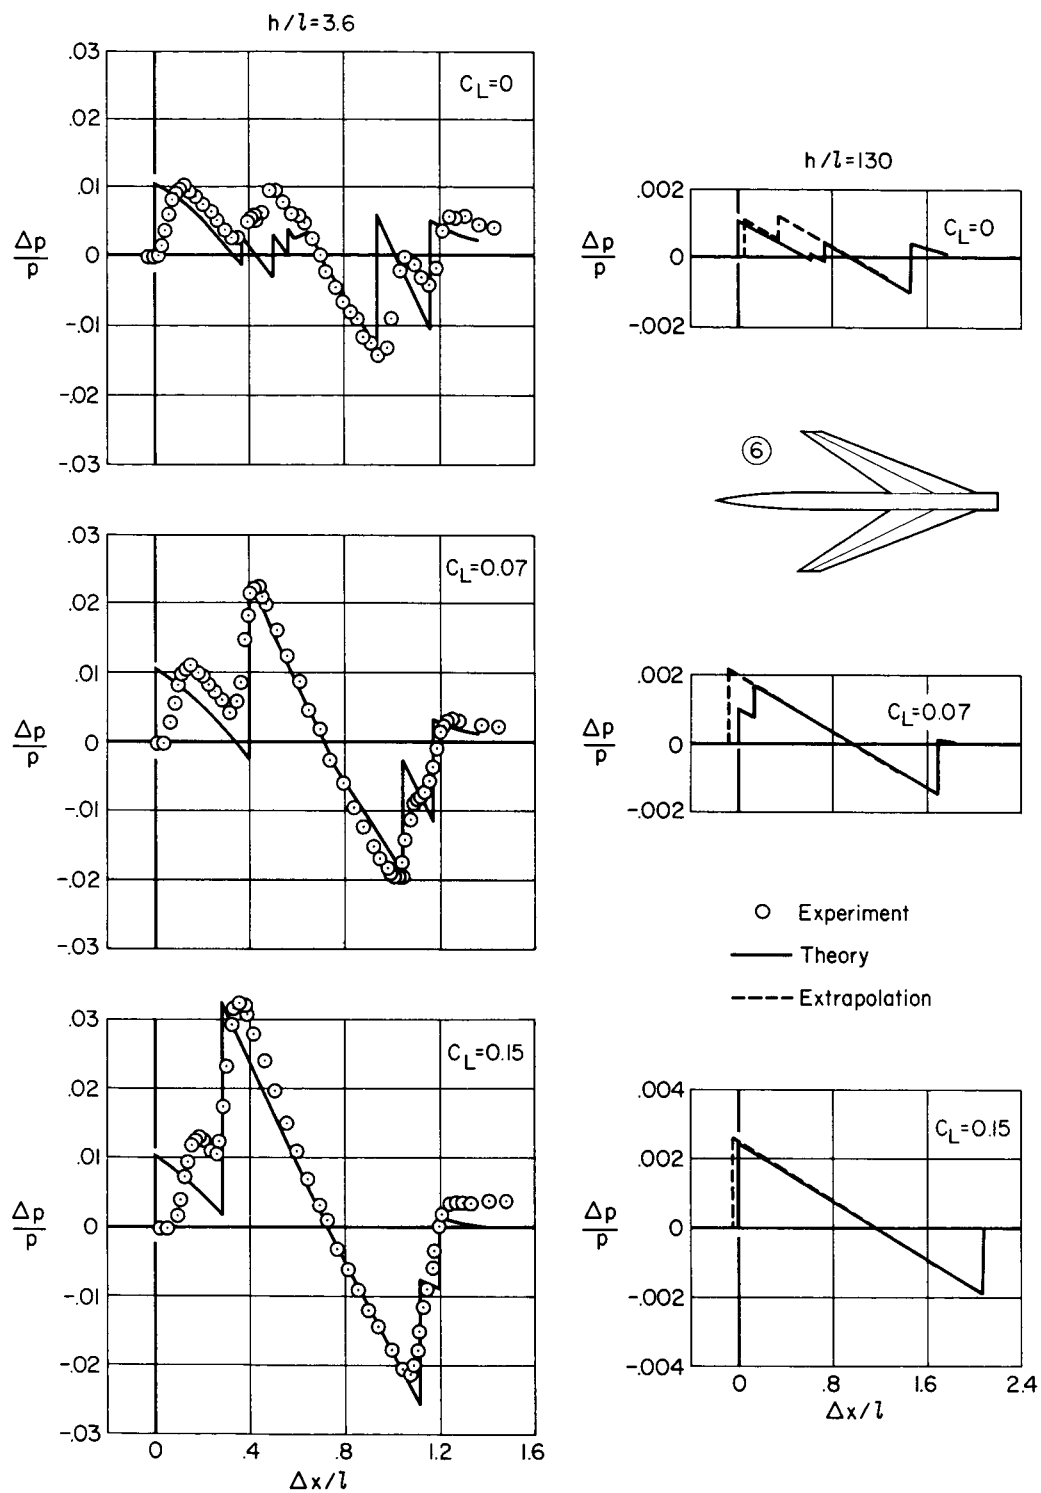 h/l=3.6
.03
.02
.01
0
-.01
-.02
-.03
Δp
p
C_L=0
h/l=130
.002
0
-.002
Δp
p
C_L=0
6
.03
.02
.01
0
-.01
-.02
-.03
Δp
p
C_L=0.07
.002
0
-.002
Δp
p
C_L=0.07
Experiment
Theory
Extrapolation
.03
.02
.01
0
-.01
-.02
-.03
Δp
p
C_L=0.15
0 .4 .8 1.2 1.6
Δx/l
.004
.002
0
-.002
-.004
Δp
p
C_L=0.15
0 .8 1.6 2.4
Δx/l